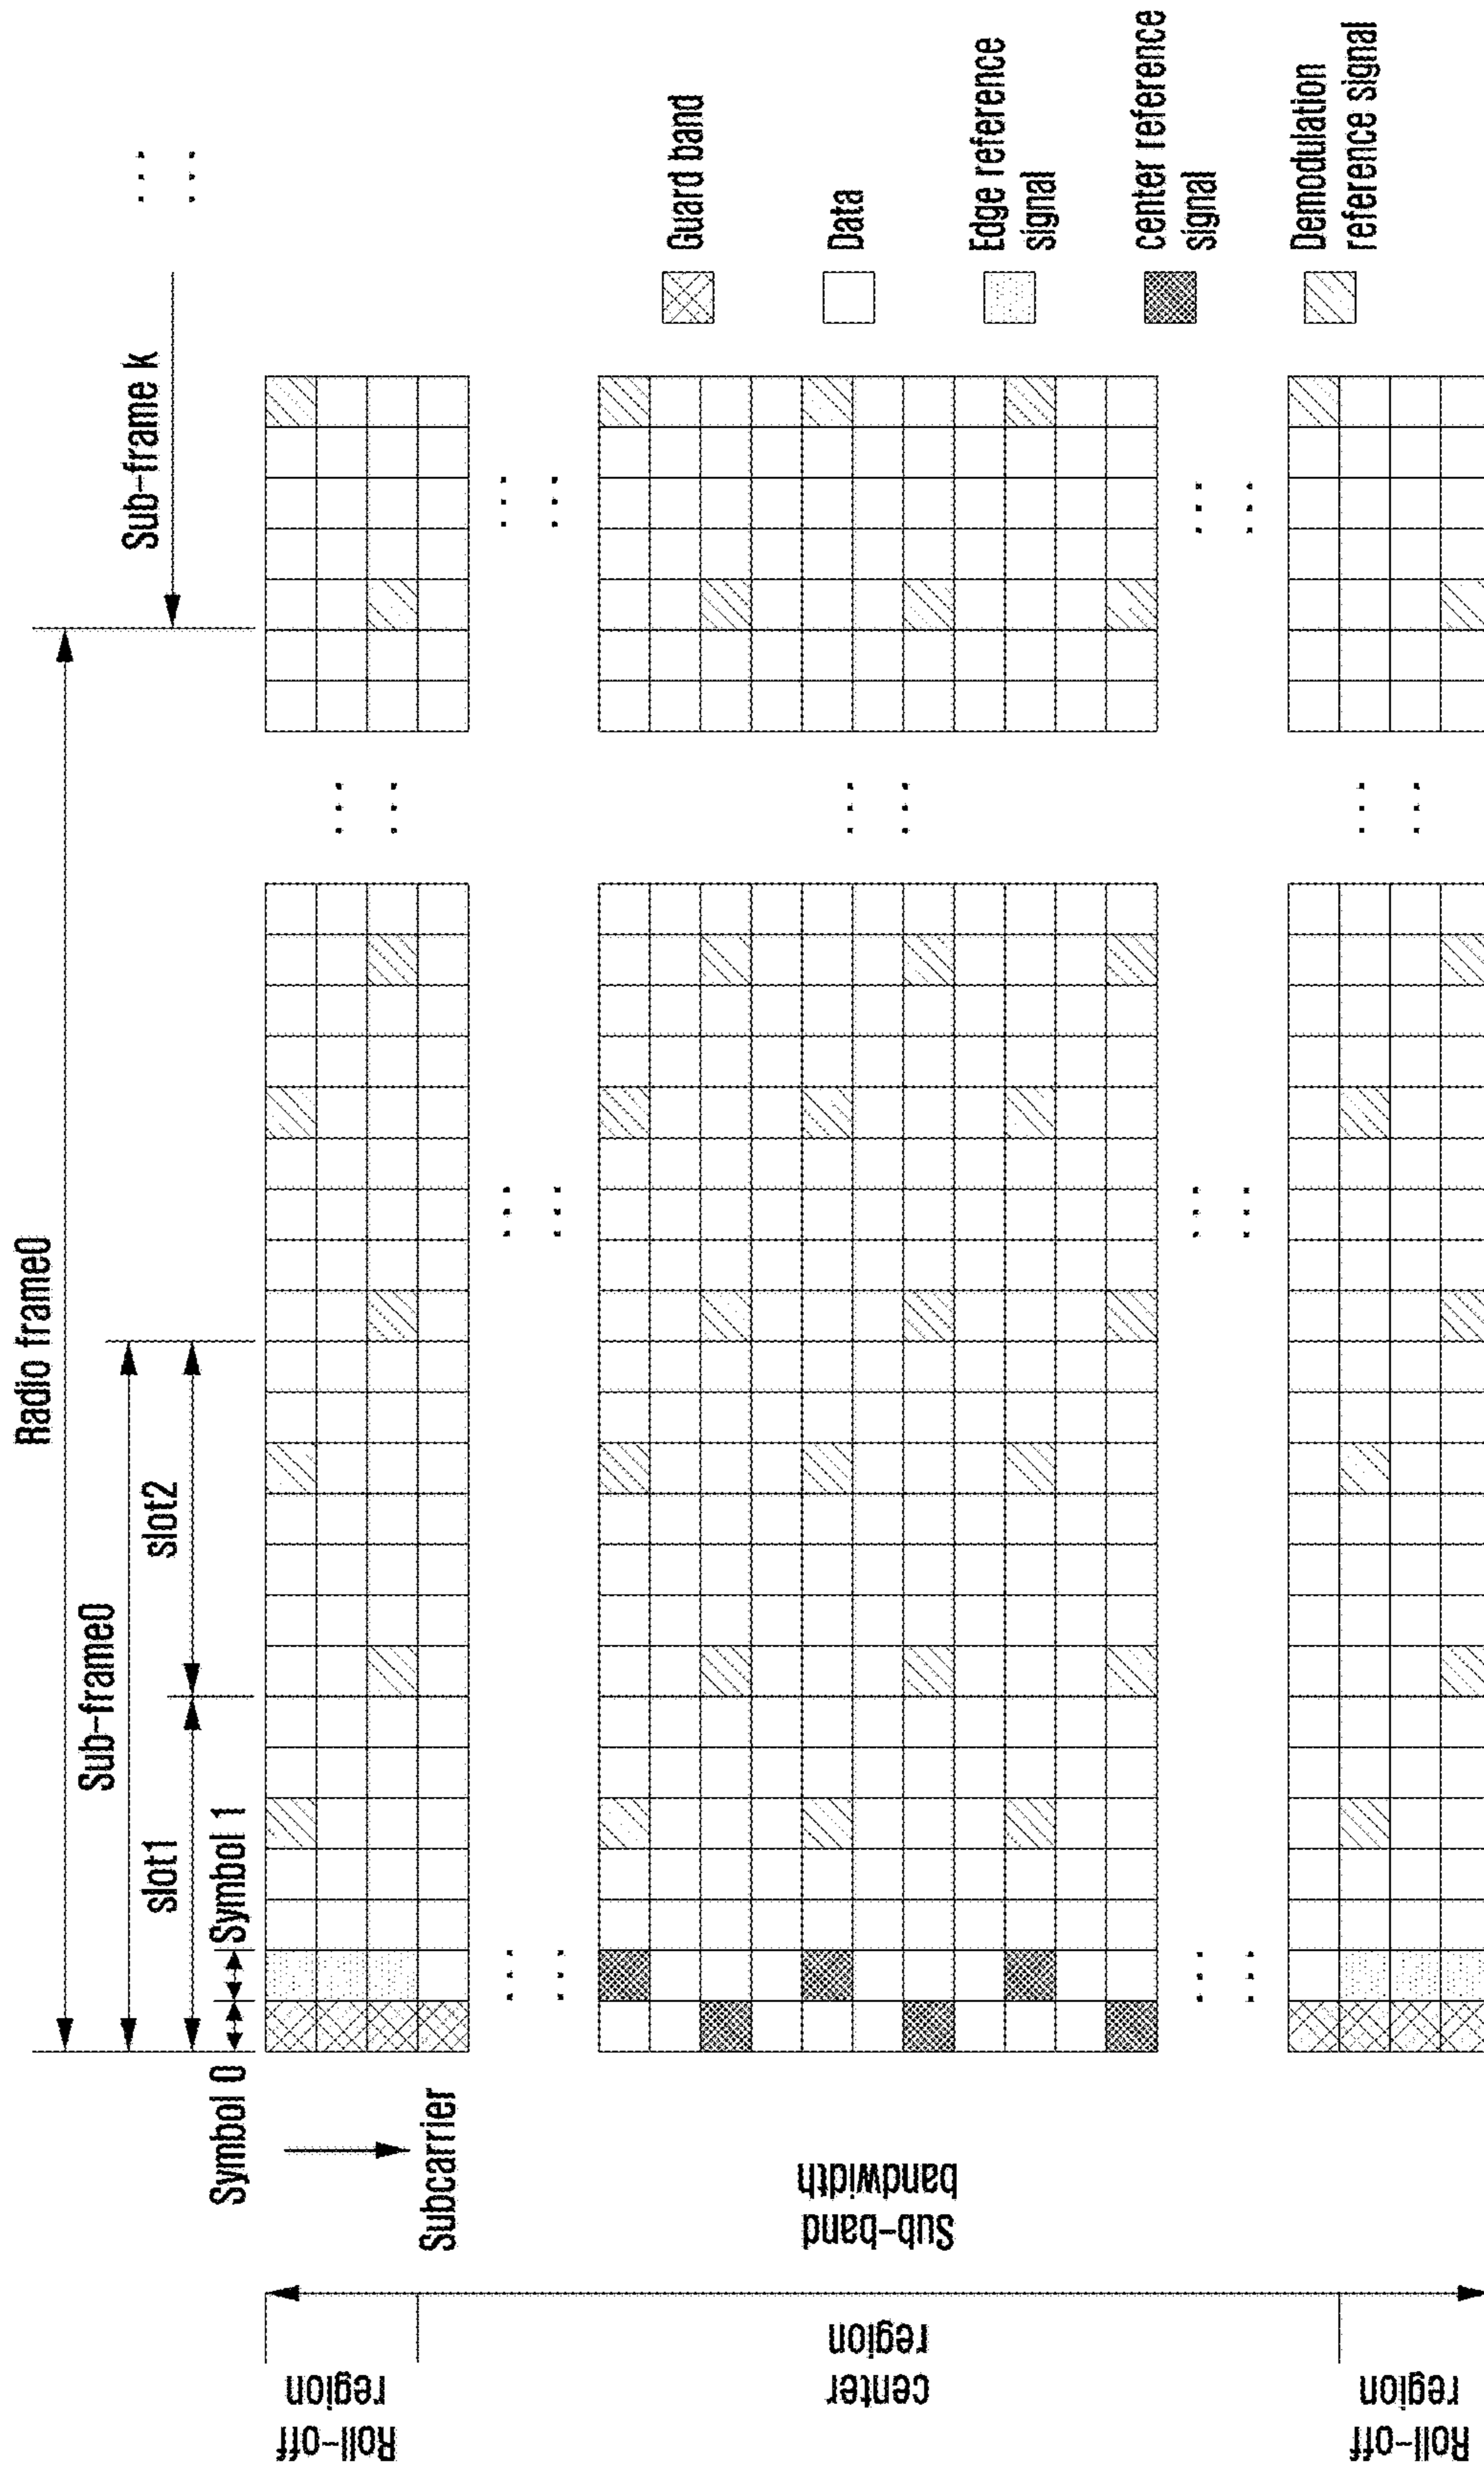 Radio frame0
Sub-frame0
Sub-frame k
slot1
slot2
Symbol 0
Symbol 1
Subcarrier
Sub-band
bandwidth
Roll-off
region
center
region
Roll-off
region
Guard band
Data
Edge reference
signal
center reference
signal
Demodulation
reference signal